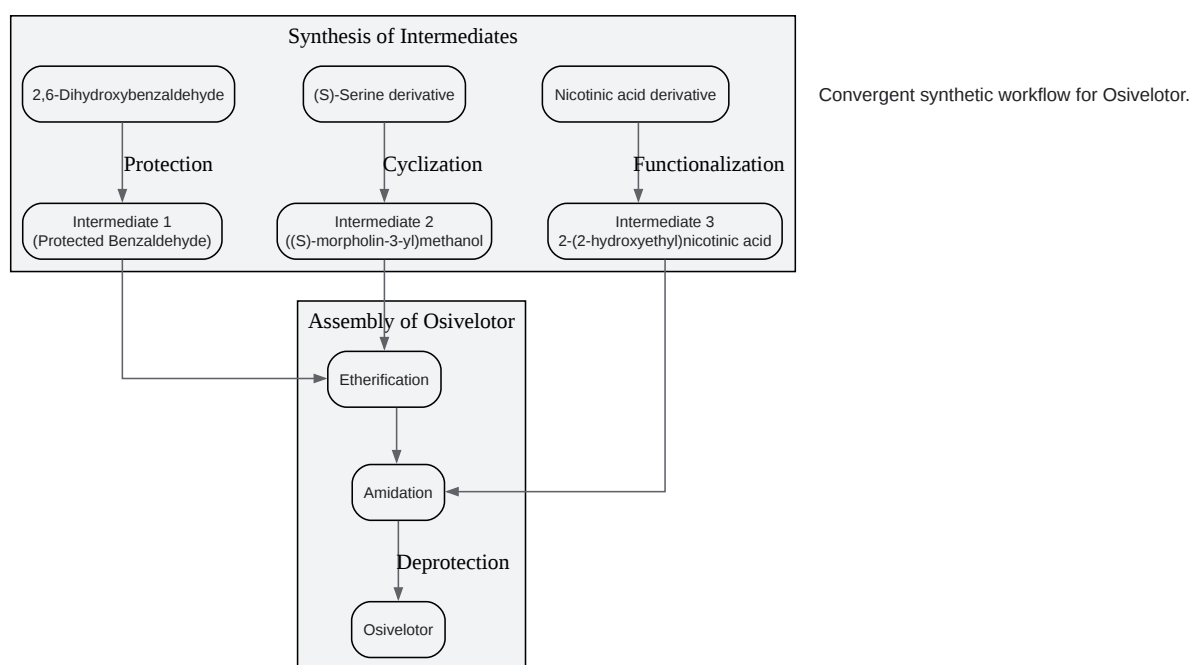 Synthesis of Intermediates
2,6-Dihydroxybenzaldehyde
(S)-Serine derivative
Nicotinic acid derivative
Convergent synthetic workflow for Osivelotor.
Protection
Cyclization
Functionalization
Intermediate 1
(Protected Benzaldehyde)
Intermediate 2
((S)-morpholin-3-yl)methanol
Intermediate 3
2-(2-hydroxyethyl)nicotinic acid
Assembly of Osivelotor
Etherification
Amidation
Deprotection
Osivelotor